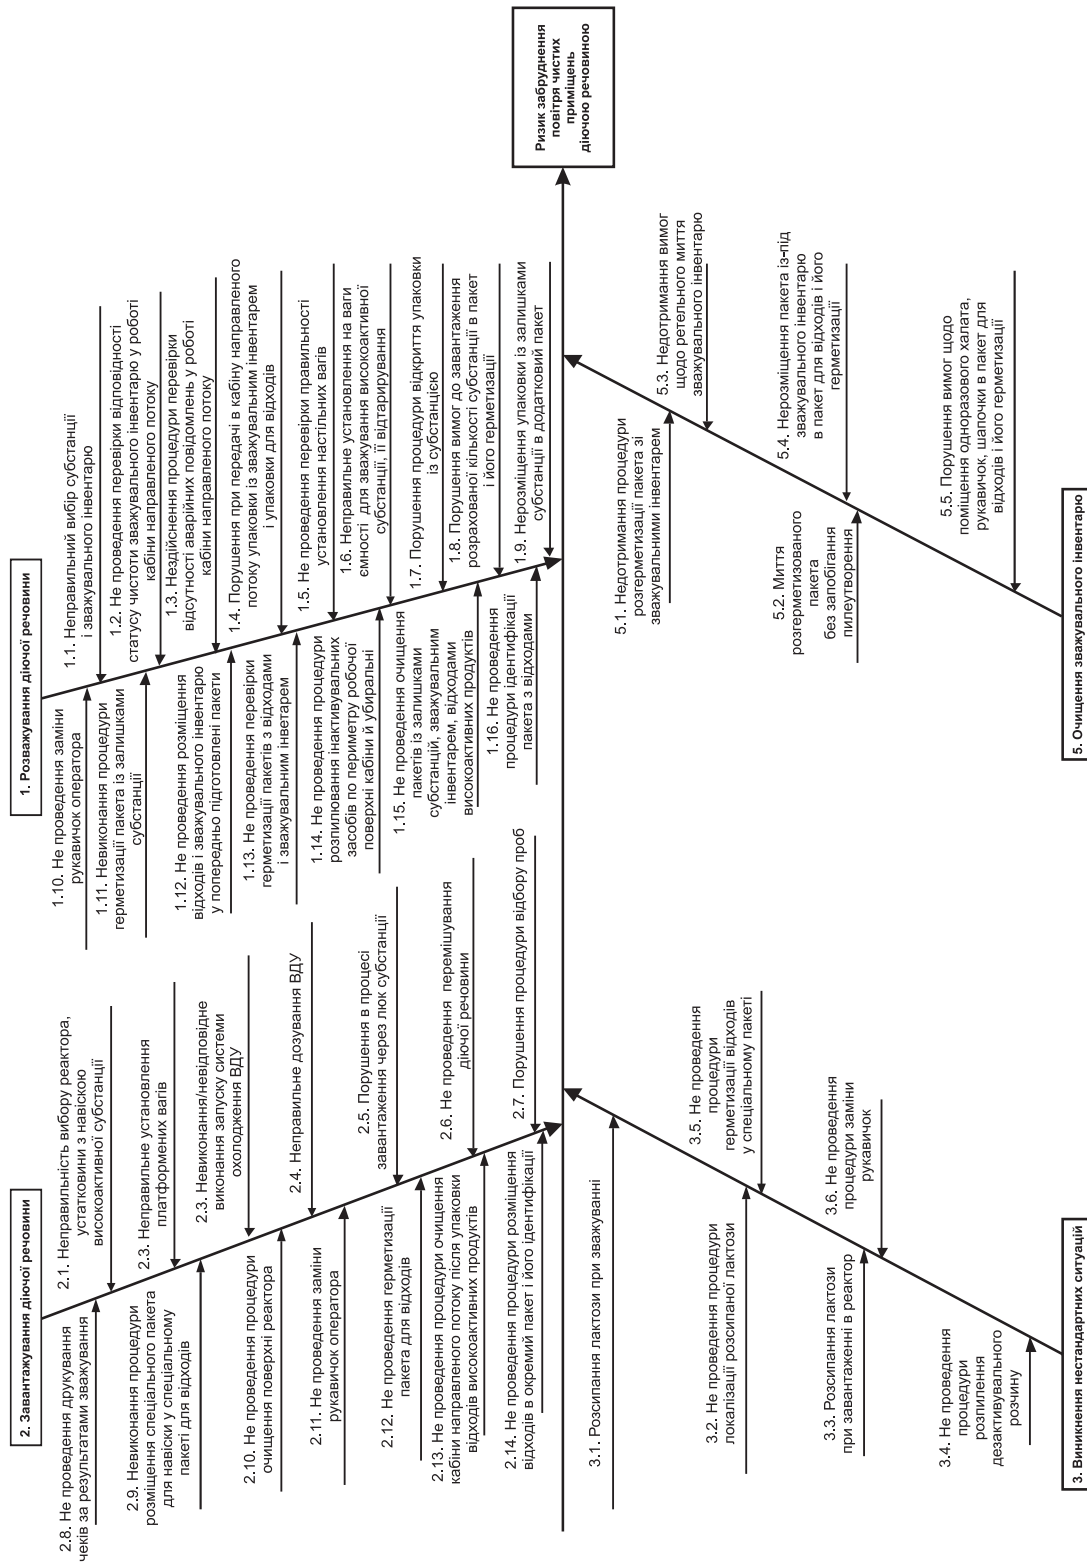 2. Завантажування діючої речовини
2.1. Неправильність вибору реактора,
устатковини з навіскою
високоактивної субстанції
2.3. Неправильне установлення
платформених вагів
2.3. Невиконання/невідповідне
виконання запуску системи
охолодження ВДУ
2.4. Неправильне дозування ВДУ
2.5. Порушення в процесі
завантаження через люк субстанції
2.6. Не проведення перемішування
діючої речовини
2.7. Порушення процедури відбору проб
2.8. Не проведення друкування
чеків за результатами зважування
2.9. Невиконання процедури
розміщення спеціального пакета
для навіски у спеціальному
пакеті для відходів
2.10. Не проведення процедури
очищення поверхні реактора
2.11. Не проведення заміни
рукавичок оператора
2.12. Не проведення герметизації
пакета для відходів
2.13. Не проведення процедури очищення
кабіни направленого потоку після упаковки
відходів високоактивних продуктів
2.14. Не проведення процедури розміщення
відходів в окремий пакет і його ідентифікації
1. Розважування діючої речовини
1.1. Неправильний вибір субстанції
і зважувального інвентарю
1.2. Не проведення перевірки відповідності
статусу чистоти зважувального інвентарю у роботі
кабіни направленого потоку
1.3. Нездійснення процедури перевірки
відсутності аварійних повідомлень у роботі
кабіни направленого потоку
1.4. Порушення при передачі в кабіну направленого
потоку упаковки із зважувальним інвентарем
і упаковки для відходів
1.5. Не проведення перевірки правильності
установлення настільних вагів
1.6. Неправильне установлення на ваги
ємності для зважування високоактивної
субстанції, її відтарирування
1.7. Порушення процедури відкриття упаковки
із субстанцією
1.8. Порушення вимог до завантаження
розрахованої кількості субстанції в пакет
і його герметизації
1.9. Нерозміщення упаковки із залишками
субстанції в додатковий пакет
1.10. Не проведення заміни
рукавичок оператора
1.11. Невиконання процедури
герметизації пакета із залишками
субстанції
1.12. Не проведення розміщення
відходів і зважувального інвентарю
у попередньо підготовлені пакети
1.13. Не проведення перевірки
герметизації пакетів з відходами
і зважувальним інветарем
1.14. Не проведення процедури
розпилювання інактивувальних
засобів по периметру робочої
поверхні кабіни й убиральні
1.15. Не проведення очищення
пакетів із залишками
субстанцій, зважувальним
інвентарем, відходами
високоактивних продуктів
1.16. Не проведення
процедури ідентифікації
пакета з відходами
Ризик забруднення
повітря чистих
приміщень
діючою речовиною
3.1. Розсипання лактози при зважуванні
3.2. Не проведення процедури
локалізації розсипаної лактози
3.3. Розсипання лактози
при завантаженні в реактор
3.4. Не проведення
процедури
розпилення
дезактивувального
розчину
3.5. Не проведення
процедури
герметизації відходів
у спеціальному пакеті
3.6. Не проведення
процедури заміни
рукавичок
3. Виникнення нестандартних ситуацій
5.1. Недотримання процедури
розгерметизації пакета зі
зважувальними інвентарем
5.2. Миття
розгерметизованого
пакета
без запобігання
пилеутворення
5.3. Недотримання вимог
щодо ретельного миття
зважувального інвентарю
5.4. Нерозміщення пакета із-під
зважувального інвентарю
в пакет для відходів і його
герметизації
5.5. Порушення вимог щодо
поміщення одноразового халата,
рукавичок, шапочки в пакет для
відходів і його герметизації
5. Очищення зважувального інвентарю